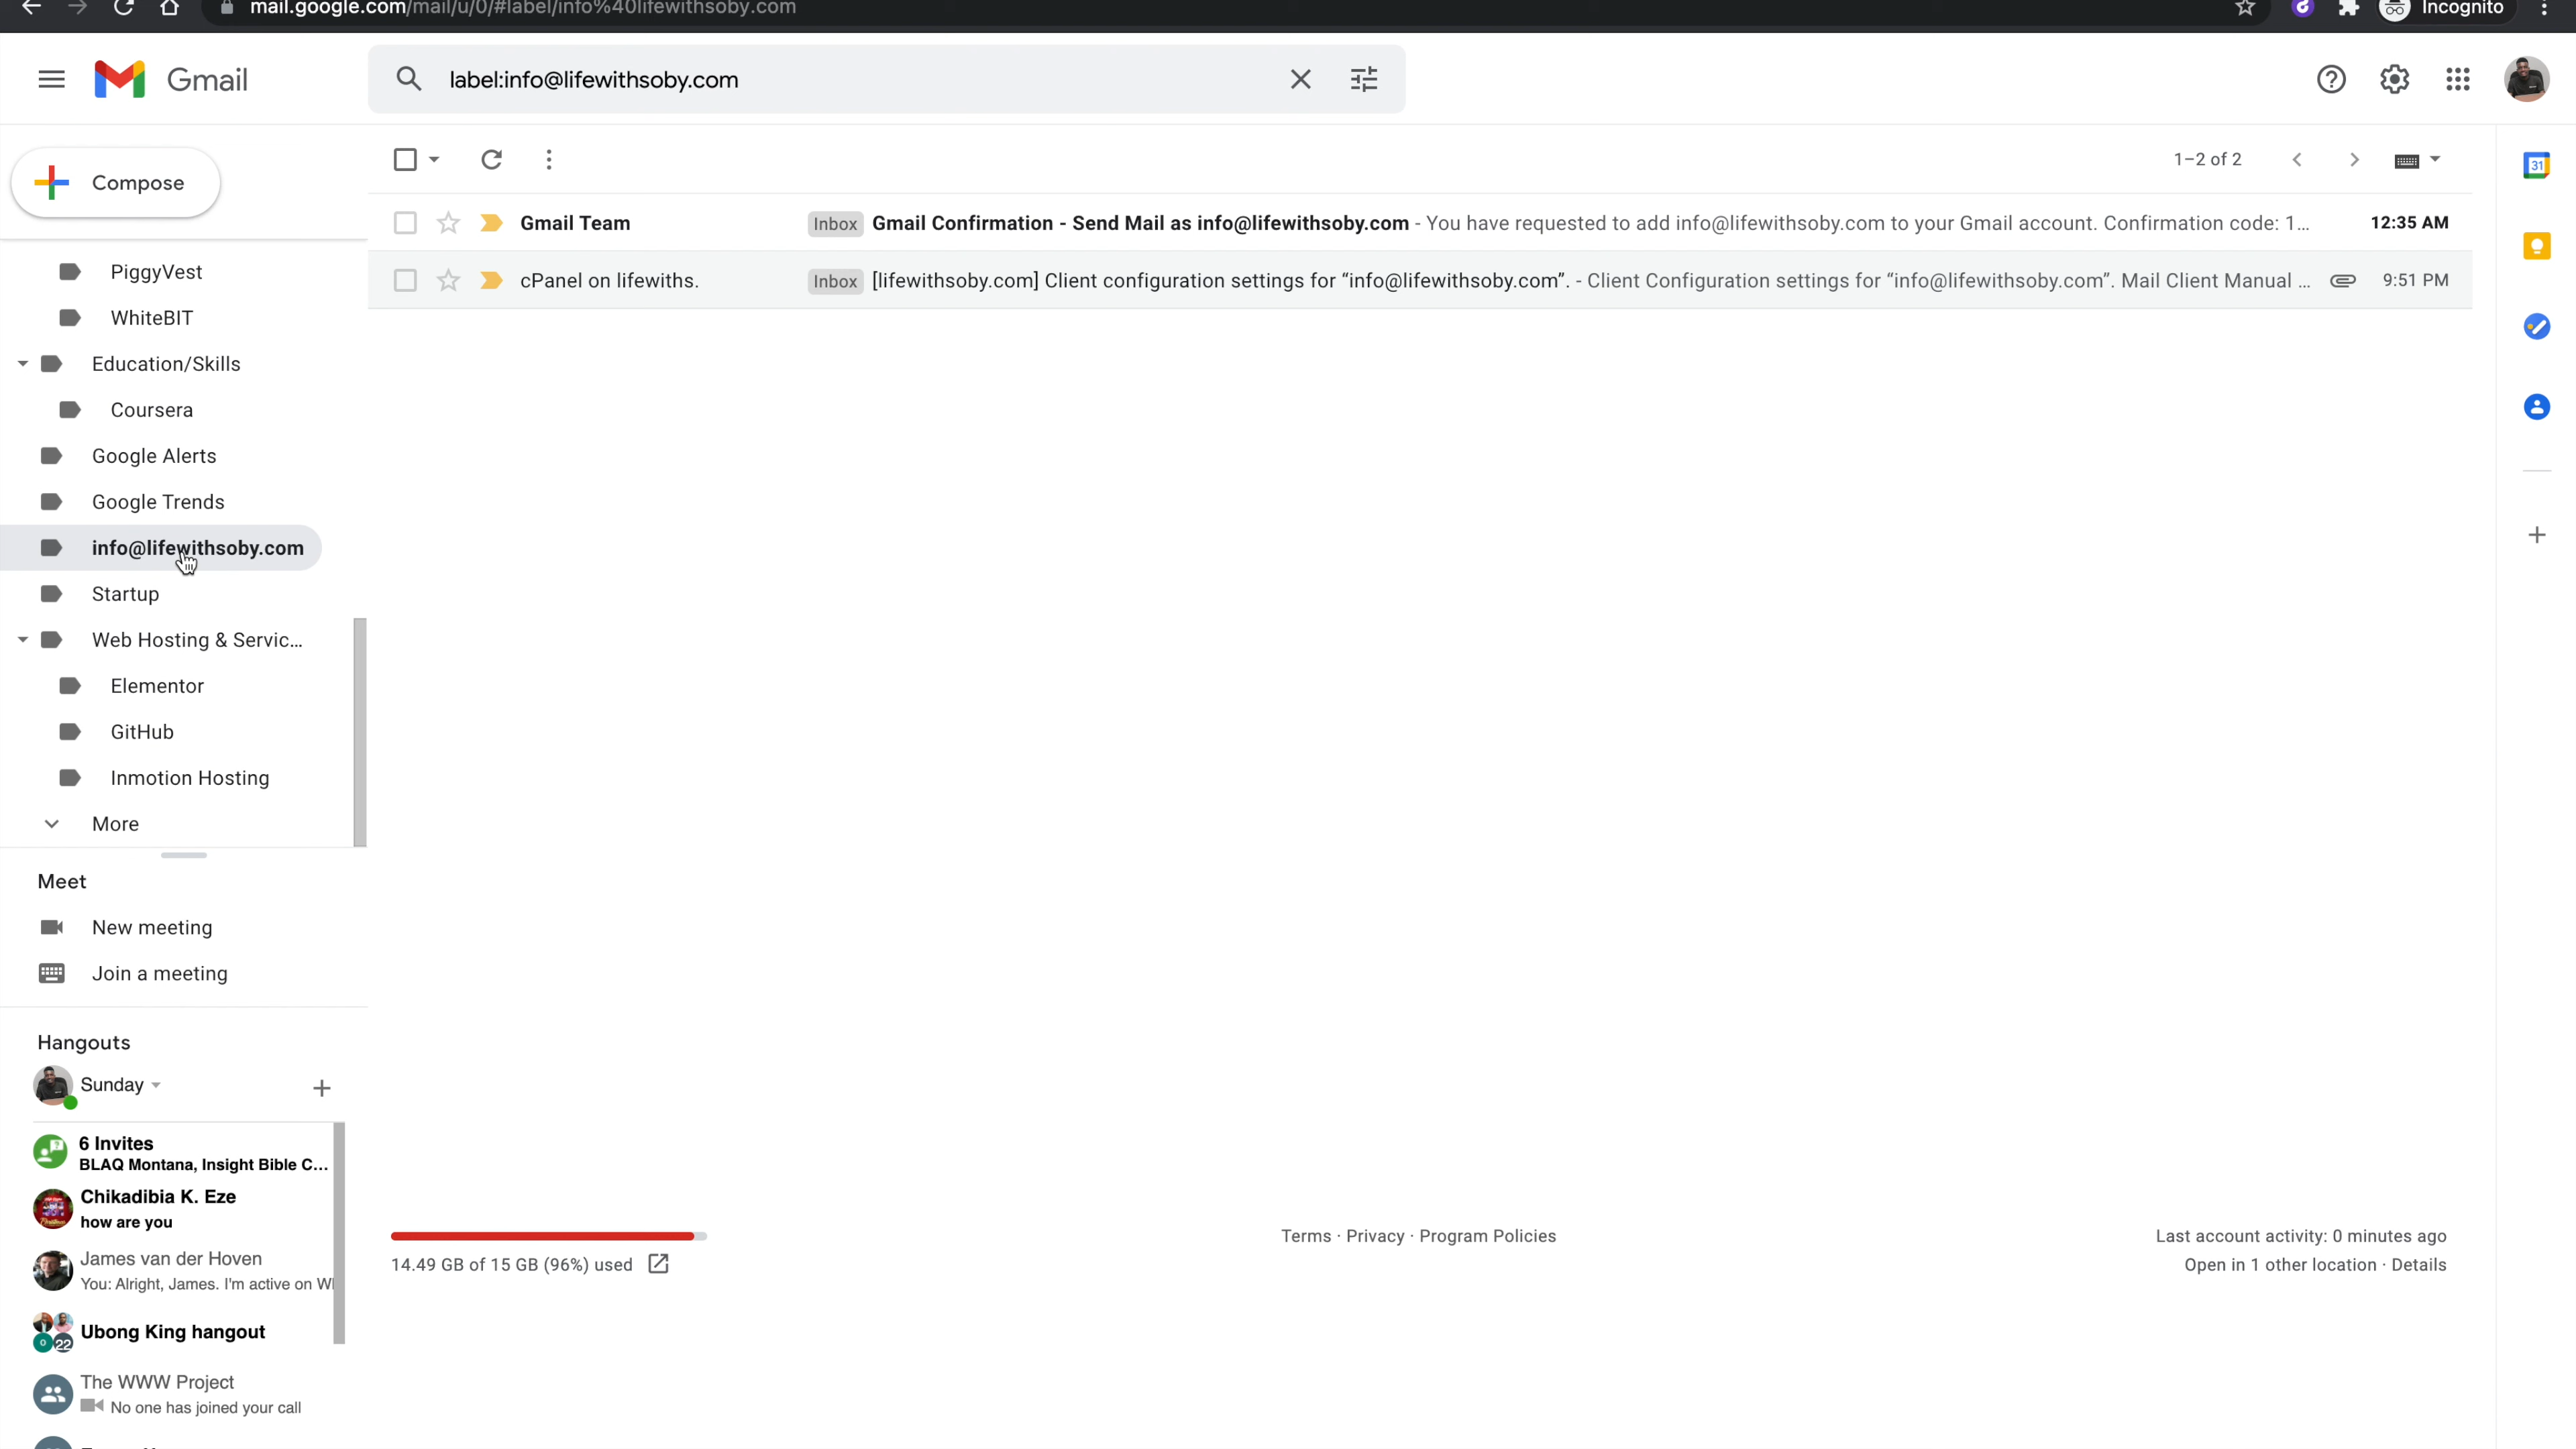 mail.google.com/mail/u/0/#label/info%40lifewithsoby.com
Incognito
Gmail
label:info@lifewithsoby.com
Compose
1–2 of 2
31
Gmail Team Inbox Gmail Confirmation - Send Mail as info@lifewithsoby.com - You have requested to add info@lifewithsoby.com to your Gmail account. Confirmation code: 1... 12:35 AM
cPanel on lifewiths. Inbox [lifewithsoby.com] Client configuration settings for “info@lifewithsoby.com”. - Client Configuration settings for “info@lifewithsoby.com”. Mail Client Manual ... 9:51 PM
PiggyVest
WhiteBIT
Education/Skills
Coursera
Google Alerts
Google Trends
info@lifewithsoby.com
Startup
Web Hosting & Servic...
Elementor
GitHub
Inmotion Hosting
More
Meet
New meeting
Join a meeting
Hangouts
Sunday
6 Invites
BLAQ Montana, Insight Bible C...
Chikadibia K. Eze
how are you
James van der Hoven
You: Alright, James. I'm active on
Ubong King hangout
22
The WWW Project
No one has joined your call
14.49 GB of 15 GB (96%) used
Terms · Privacy · Program Policies
Last account activity: 0 minutes ago
Open in 1 other location · Details